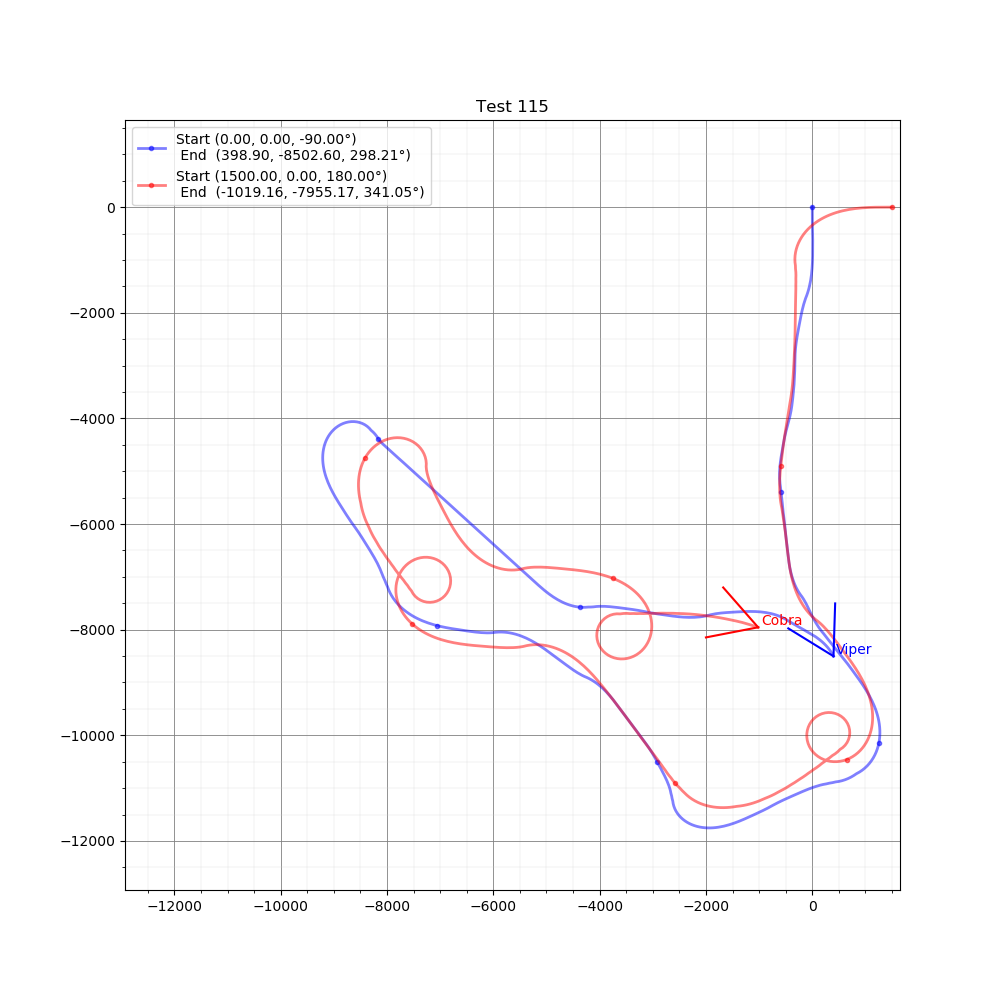 Test 115
Start (0.00, 0.00, -90.00°)
End  (398.90, -8502.60, 298.21°)
Start (1500.00, 0.00, 180.00°)
End  (-1019.16, -7955.17, 341.05°)
0
−2000
−4000
−6000
−8000
−10000
−12000
Cobra
Viper
−12000 −10000 −8000 −6000 −4000 −2000 0